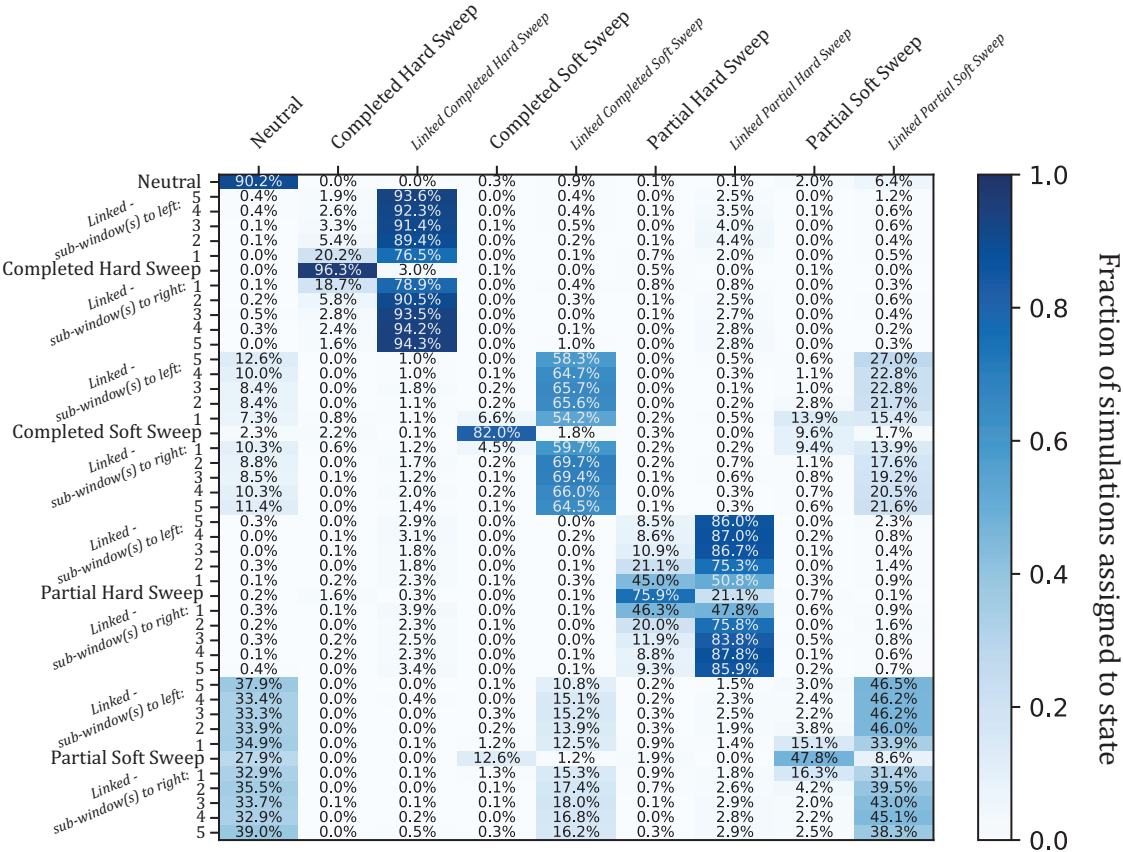 Neutral
Completed Hard Sweep
Linked Completed Hard Sweep
Completed Soft Sweep
Linked Completed Soft Sweep
Partial Hard Sweep
Linked Partial Hard Sweep
Partial Soft Sweep
Linked Partial Soft Sweep
Neutral 90.2% 0.0% 0.0% 0.3% 0.9% 0.1% 0.1% 2.0% 6.4%
Linked -
sub-window(s) to left:
5 0.4% 1.9% 93.6% 0.0% 0.4% 0.0% 2.5% 0.0% 1.2%
4 0.4% 2.6% 92.3% 0.0% 0.4% 0.1% 3.5% 0.1% 0.6%
3 0.1% 3.3% 91.4% 0.1% 0.5% 0.0% 4.0% 0.0% 0.6%
2 0.1% 5.4% 89.4% 0.0% 0.2% 0.1% 4.4% 0.0% 0.4%
1 0.0% 20.2% 76.5% 0.0% 0.1% 0.7% 2.0% 0.0% 0.5%
Completed Hard Sweep 0.0% 96.3% 3.0% 0.1% 0.0% 0.5% 0.0% 0.1% 0.0%
Linked -
sub-window(s) to right:
1 0.1% 18.7% 78.9% 0.0% 0.4% 0.8% 0.8% 0.0% 0.3%
2 0.2% 5.8% 90.5% 0.0% 0.3% 0.1% 2.5% 0.0% 0.6%
3 0.5% 2.8% 93.5% 0.0% 0.0% 0.1% 2.7% 0.0% 0.4%
4 0.3% 2.4% 94.2% 0.0% 0.1% 0.0% 2.8% 0.0% 0.2%
5 0.0% 1.6% 94.3% 0.0% 1.0% 0.0% 2.8% 0.0% 0.3%
Linked -
sub-window(s) to left:
5 12.6% 0.0% 1.0% 0.0% 58.3% 0.0% 0.5% 0.6% 27.0%
4 10.0% 0.0% 1.0% 0.1% 64.7% 0.0% 0.3% 1.1% 22.8%
3 8.4% 0.0% 1.8% 0.2% 65.7% 0.1% 0.1% 1.0% 22.8%
2 8.4% 0.0% 1.1% 0.2% 65.6% 0.0% 0.2% 2.8% 21.7%
1 7.3% 0.8% 1.1% 6.6% 54.2% 0.2% 0.5% 13.9% 15.4%
Completed Soft Sweep 2.3% 2.2% 0.1% 82.0% 1.8% 0.3% 0.0% 9.6% 1.7%
Linked -
sub-window(s) to right:
1 10.3% 0.6% 1.2% 4.5% 59.7% 0.2% 0.2% 9.4% 13.9%
2 8.8% 0.0% 1.7% 0.2% 69.7% 0.2% 0.7% 1.1% 17.6%
3 8.5% 0.1% 1.2% 0.2% 69.4% 0.1% 0.6% 0.8% 19.2%
4 10.3% 0.0% 2.0% 0.2% 66.0% 0.0% 0.3% 0.7% 20.5%
5 11.4% 0.0% 1.4% 0.1% 64.5% 0.1% 0.3% 0.6% 21.6%
Linked -
sub-window(s) to left:
5 0.3% 0.0% 2.9% 0.0% 0.0% 8.5% 86.0% 0.0% 2.3%
4 0.0% 0.1% 3.1% 0.0% 0.2% 8.6% 87.0% 0.2% 0.8%
3 0.0% 0.1% 1.8% 0.0% 0.0% 10.9% 86.7% 0.1% 0.4%
2 0.3% 0.0% 1.8% 0.0% 0.1% 21.1% 75.3% 0.0% 1.4%
1 0.1% 0.2% 2.3% 0.1% 0.3% 45.0% 50.8% 0.3% 0.9%
Partial Hard Sweep 0.2% 1.6% 0.3% 0.0% 0.1% 75.9% 21.1% 0.7% 0.1%
Linked -
sub-window(s) to right:
1 0.3% 0.1% 3.9% 0.0% 0.1% 46.3% 47.8% 0.6% 0.9%
2 0.0% 0.0% 2.3% 0.1% 0.0% 20.0% 75.8% 0.0% 1.6%
3 0.3% 0.2% 2.5% 0.0% 0.0% 11.9% 83.8% 0.5% 0.8%
4 0.1% 0.2% 2.3% 0.0% 0.1% 8.8% 87.8% 0.1% 0.6%
5 0.4% 0.0% 3.4% 0.0% 0.1% 9.3% 85.9% 0.2% 0.7%
Linked -
sub-window(s) to left:
5 37.9% 0.0% 0.0% 0.1% 10.8% 0.2% 1.5% 3.0% 46.5%
4 33.4% 0.0% 0.4% 0.0% 15.1% 0.2% 2.3% 2.4% 46.2%
3 33.3% 0.0% 0.0% 0.3% 15.2% 0.3% 2.5% 2.2% 46.2%
2 33.9% 0.0% 0.0% 0.2% 13.9% 0.3% 1.9% 3.8% 46.0%
1 34.9% 0.0% 0.1% 1.2% 12.5% 0.9% 1.4% 15.1% 33.9%
Partial Soft Sweep 27.9% 0.0% 0.0% 12.6% 1.2% 1.9% 0.0% 47.8% 8.6%
Linked -
sub-window(s) to right:
1 32.9% 0.0% 0.1% 1.3% 15.3% 0.9% 1.8% 16.3% 31.4%
2 35.5% 0.0% 0.0% 0.1% 17.4% 0.7% 2.6% 4.2% 39.5%
3 33.7% 0.1% 0.1% 0.1% 18.0% 0.1% 2.9% 2.0% 43.0%
4 32.9% 0.0% 0.2% 0.0% 16.8% 0.0% 2.8% 2.2% 45.1%
5 39.0% 0.0% 0.5% 0.3% 16.2% 0.3% 2.9% 2.5% 38.3%
1.0
0.8
0.6
0.4
0.2
0.0
Fraction of simulations assigned to state